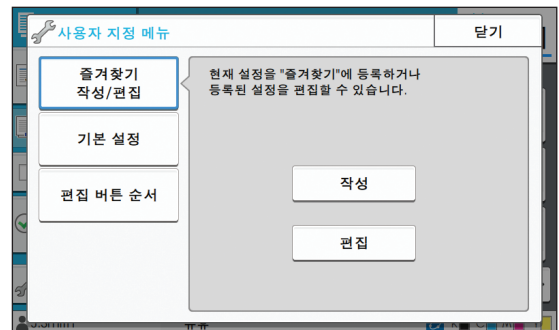 사용자 지정 메뉴
닫기
즐겨찾기
작성/편집
현재 설정을 "즐겨찾기"에 등록하거나
등록된 설정을 편집할 수 있습니다.
기본 설정
작성
편집 버튼 순서
편집